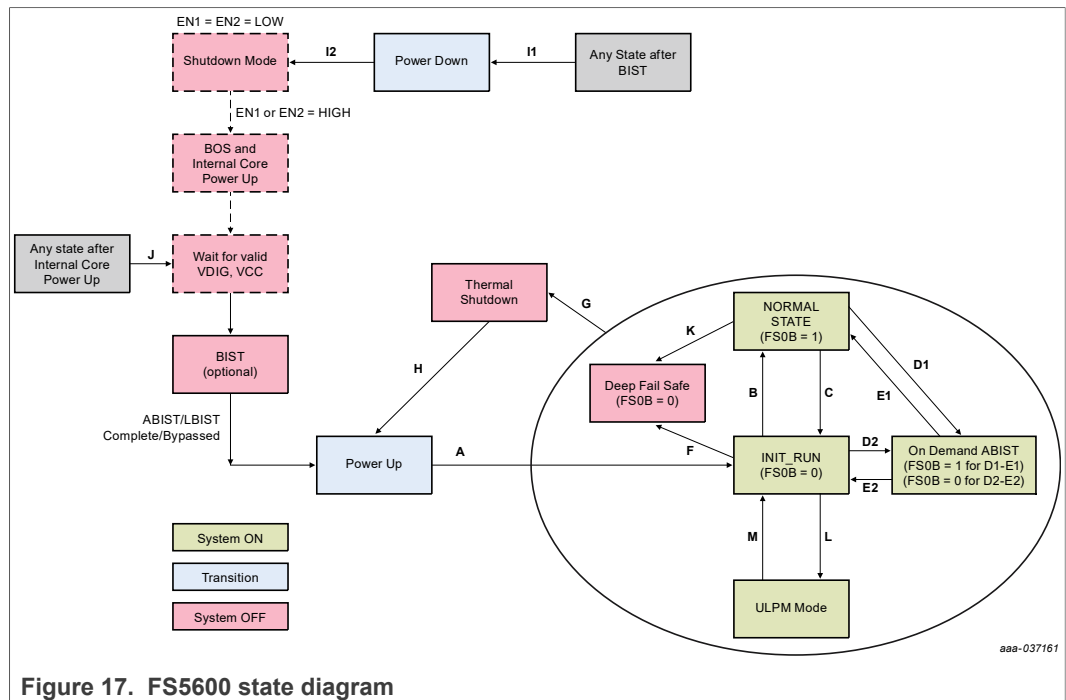 EN1 = EN2 = LOW
Shutdown Mode
I2
Power Down
I1
Any State after
BIST
EN1 or EN2 = HIGH
BOS and
Internal Core
Power Up
Any state after
Internal Core
Power Up
J
Wait for valid
VDIG, VCC
Thermal
Shutdown
G
NORMAL
STATE
(FS0B = 1)
K
D1
BIST
(optional)
H
Deep Fail Safe
(FS0B = 0)
B
C
E1
ABIST/LBIST
Complete/Bypassed
Power Up
A
F
INIT_RUN
(FS0B = 0)
D2
E2
On Demand ABIST
(FS0B = 1 for D1-E1)
(FS0B = 0 for D2-E2)
M
L
System ON
Transition
System OFF
ULPM Mode
aaa-037161
Figure 17. FS5600 state diagram